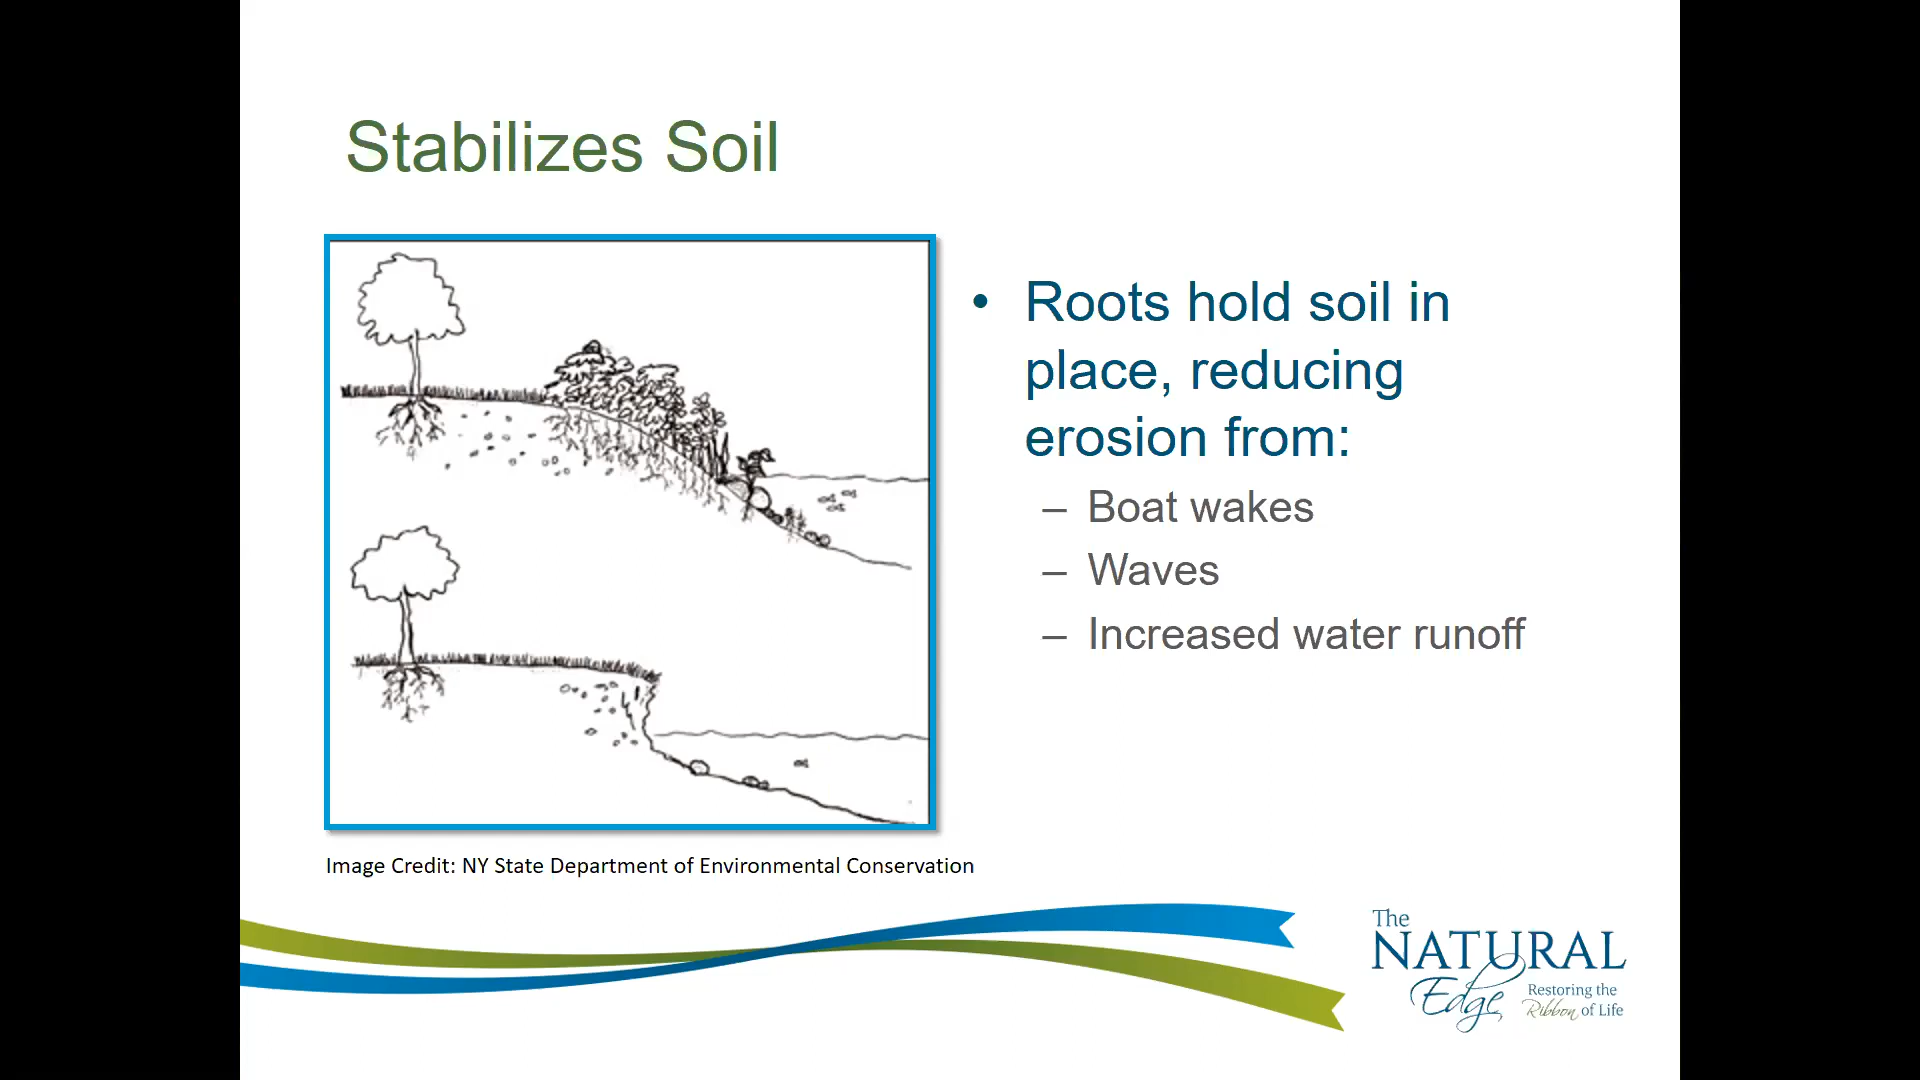 Stabilizes Soil
• Roots hold soil in
place, reducing
erosion from:
– Boat wakes
– Waves
– Increased water runoff
Image Credit: NY State Department of Environmental Conservation
The
NATURAL
Edge
Restoring the
Ribbon of Life